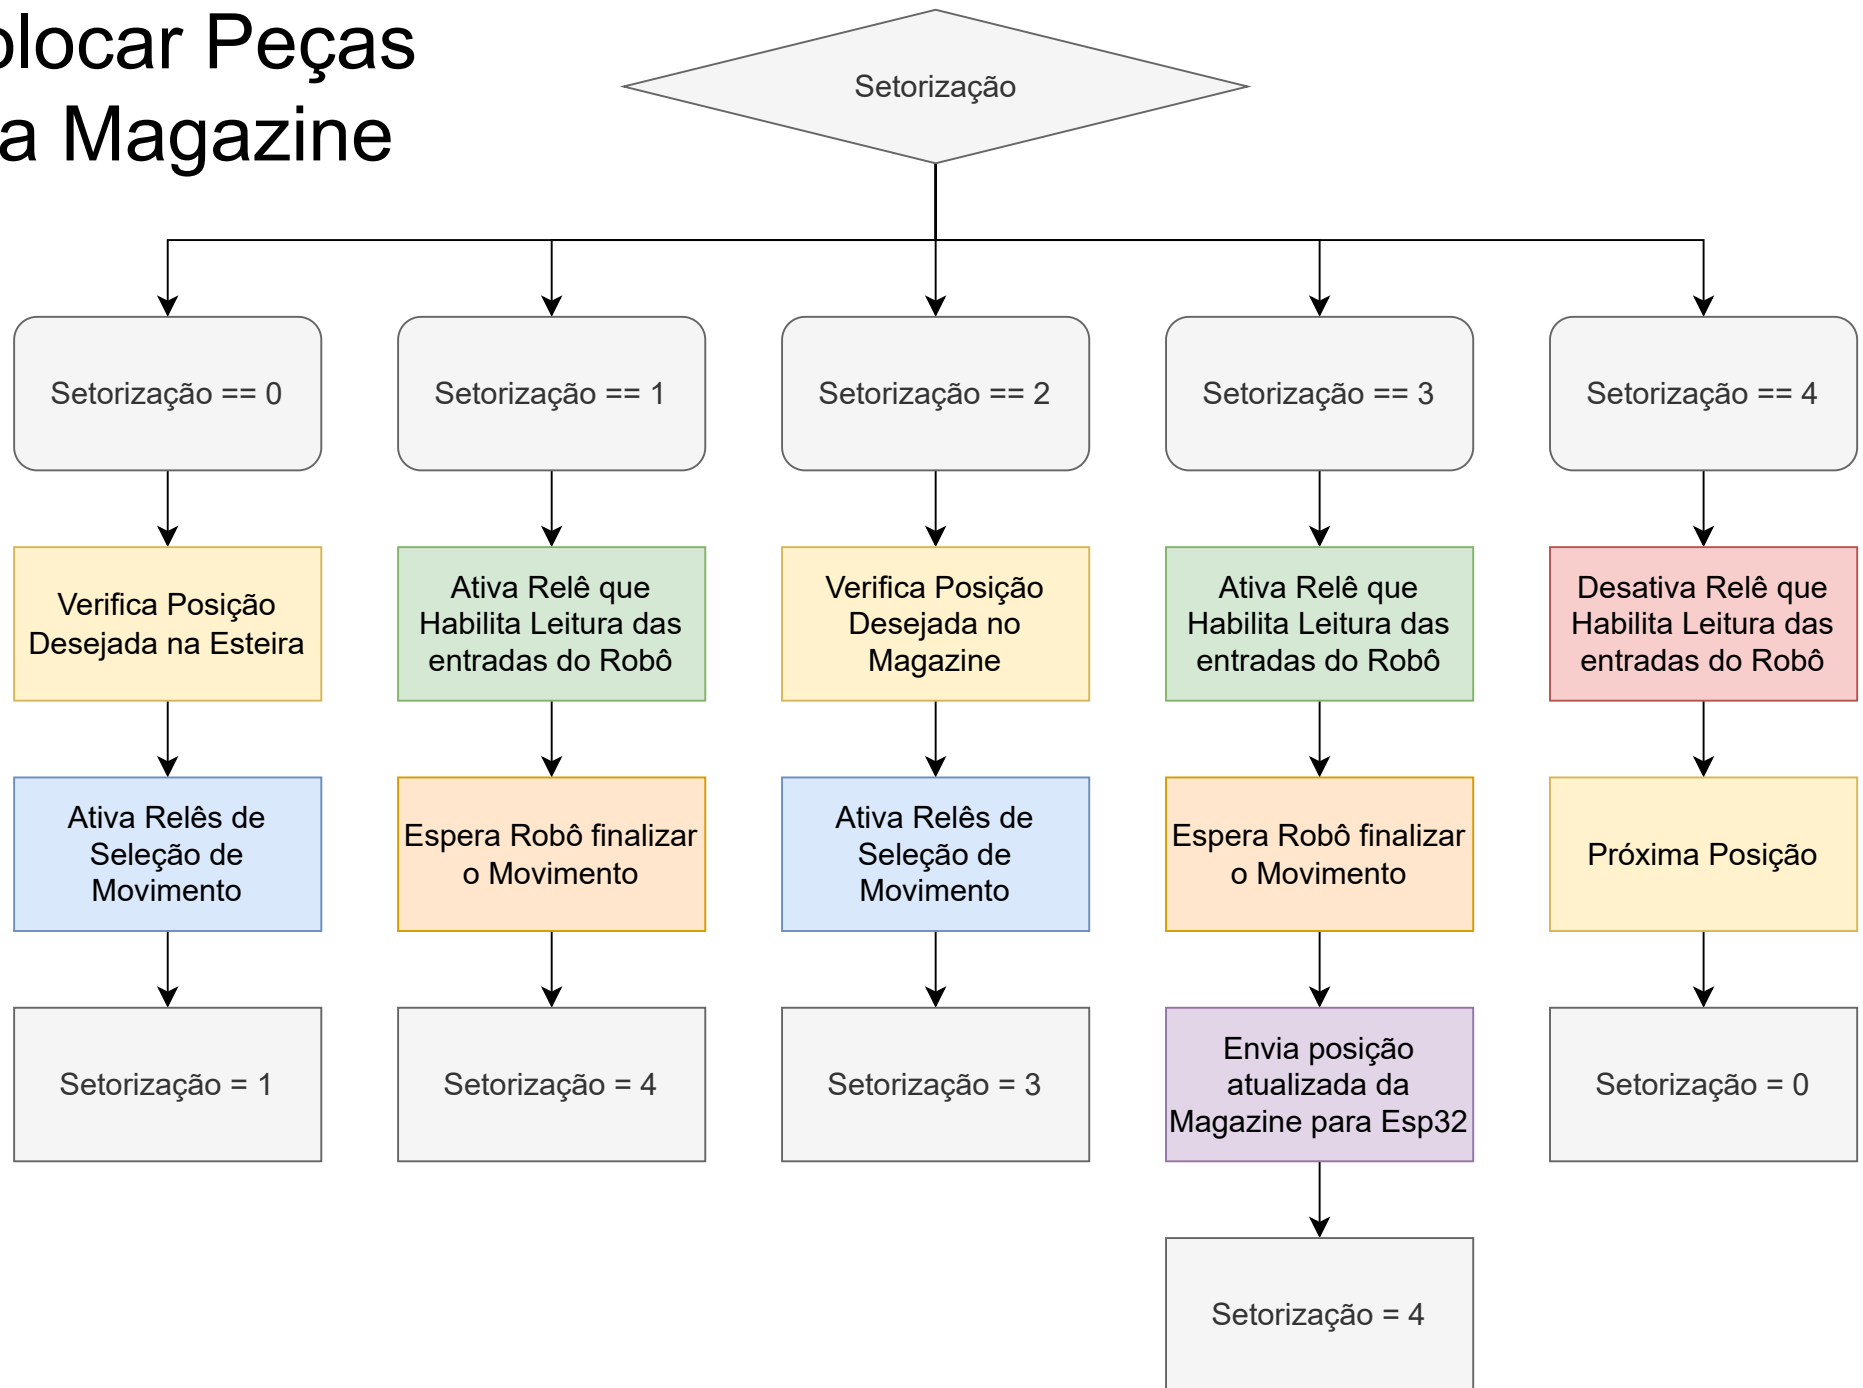 olocar Peças
a Magazine
Setorização
Setorização == 0
Setorização == 1
Setorização == 2
Setorização == 3
Setorização == 4
Verifica Posição
Desejada na Esteira
Ativa Relê que
Habilita Leitura das
entradas do Robô
Verifica Posição
Desejada no
Magazine
Ativa Relê que
Habilita Leitura das
entradas do Robô
Desativa Relê que
Habilita Leitura das
entradas do Robô
Ativa Relês de
Seleção de
Movimento
Espera Robô finalizar
o Movimento
Ativa Relês de
Seleção de
Movimento
Espera Robô finalizar
o Movimento
Próxima Posição
Setorização = 1
Setorização = 4
Setorização = 3
Envia posição
atualizada da
Magazine para Esp32
Setorização = 0
Setorização = 4